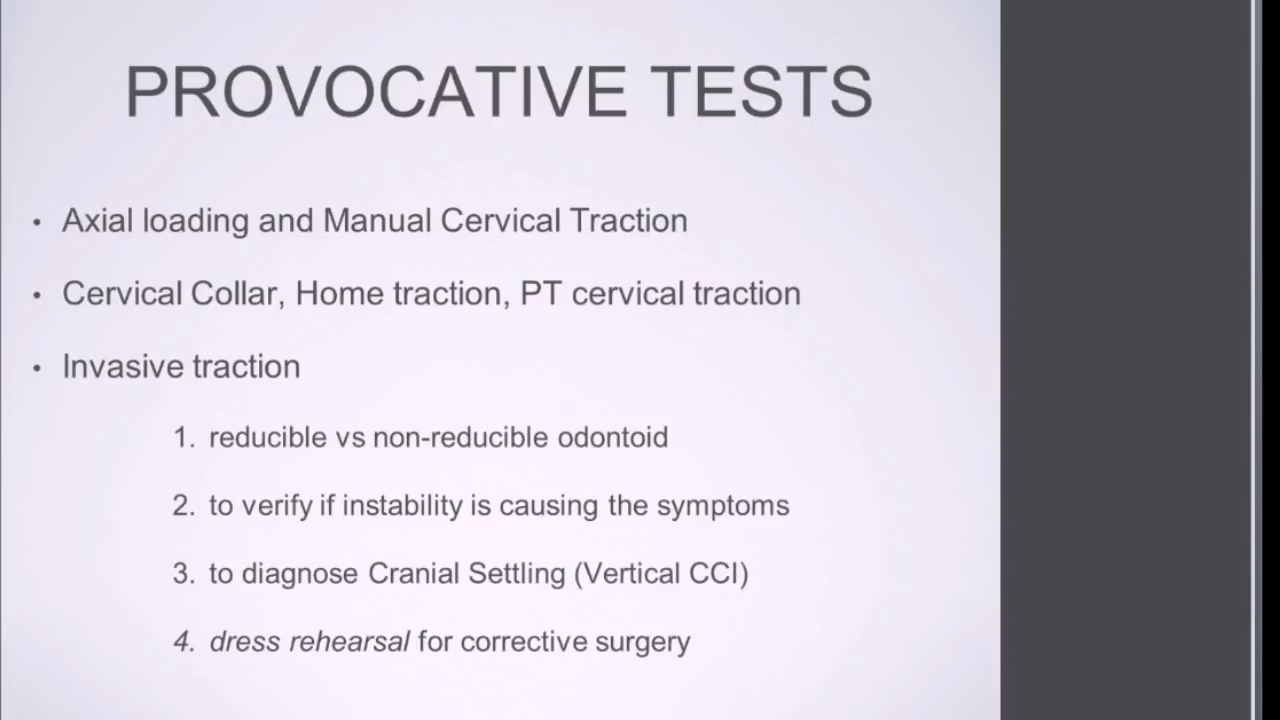 PROVOCATIVE TESTS
• Axial loading and Manual Cervical Traction
• Cervical Collar, Home traction, PT cervical traction
• Invasive traction
1. reducible vs non-reducible odontoid
2. to verify if instability is causing the symptoms
3. to diagnose Cranial Settling (Vertical CCI)
4. dress rehearsal for corrective surgery